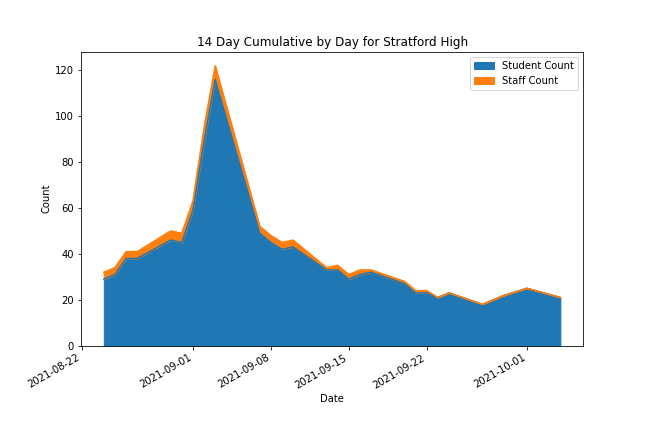 14 Day Cumulative by Day for Stratford High
Student Count
Staff Count
120
100
80
60
40
20
0
Count
2021-08-22
2021-09-01
2021-09-08
2021-09-15
2021-09-22
2021-10-01
Date